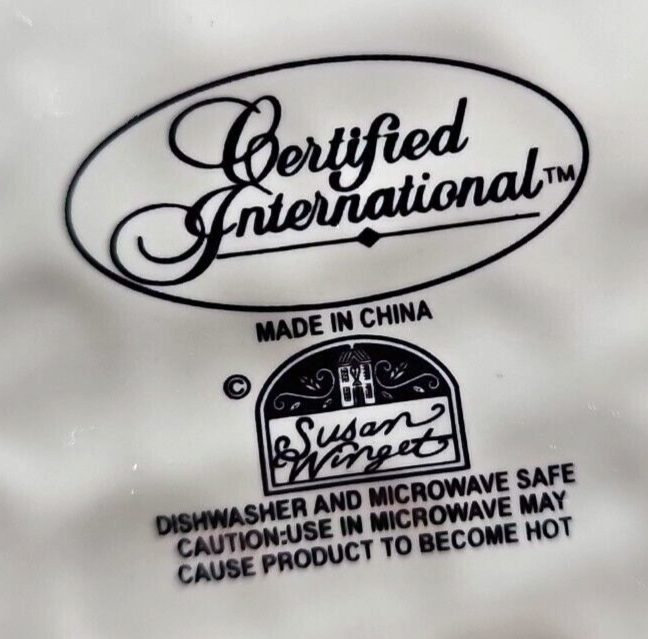 Certified
International™
MADE IN CHINA
©
Susan
Winget
DISHWASHER AND MICROWAVE SAFE
CAUTION:USE IN MICROWAVE MAY
CAUSE PRODUCT TO BECOME HOT